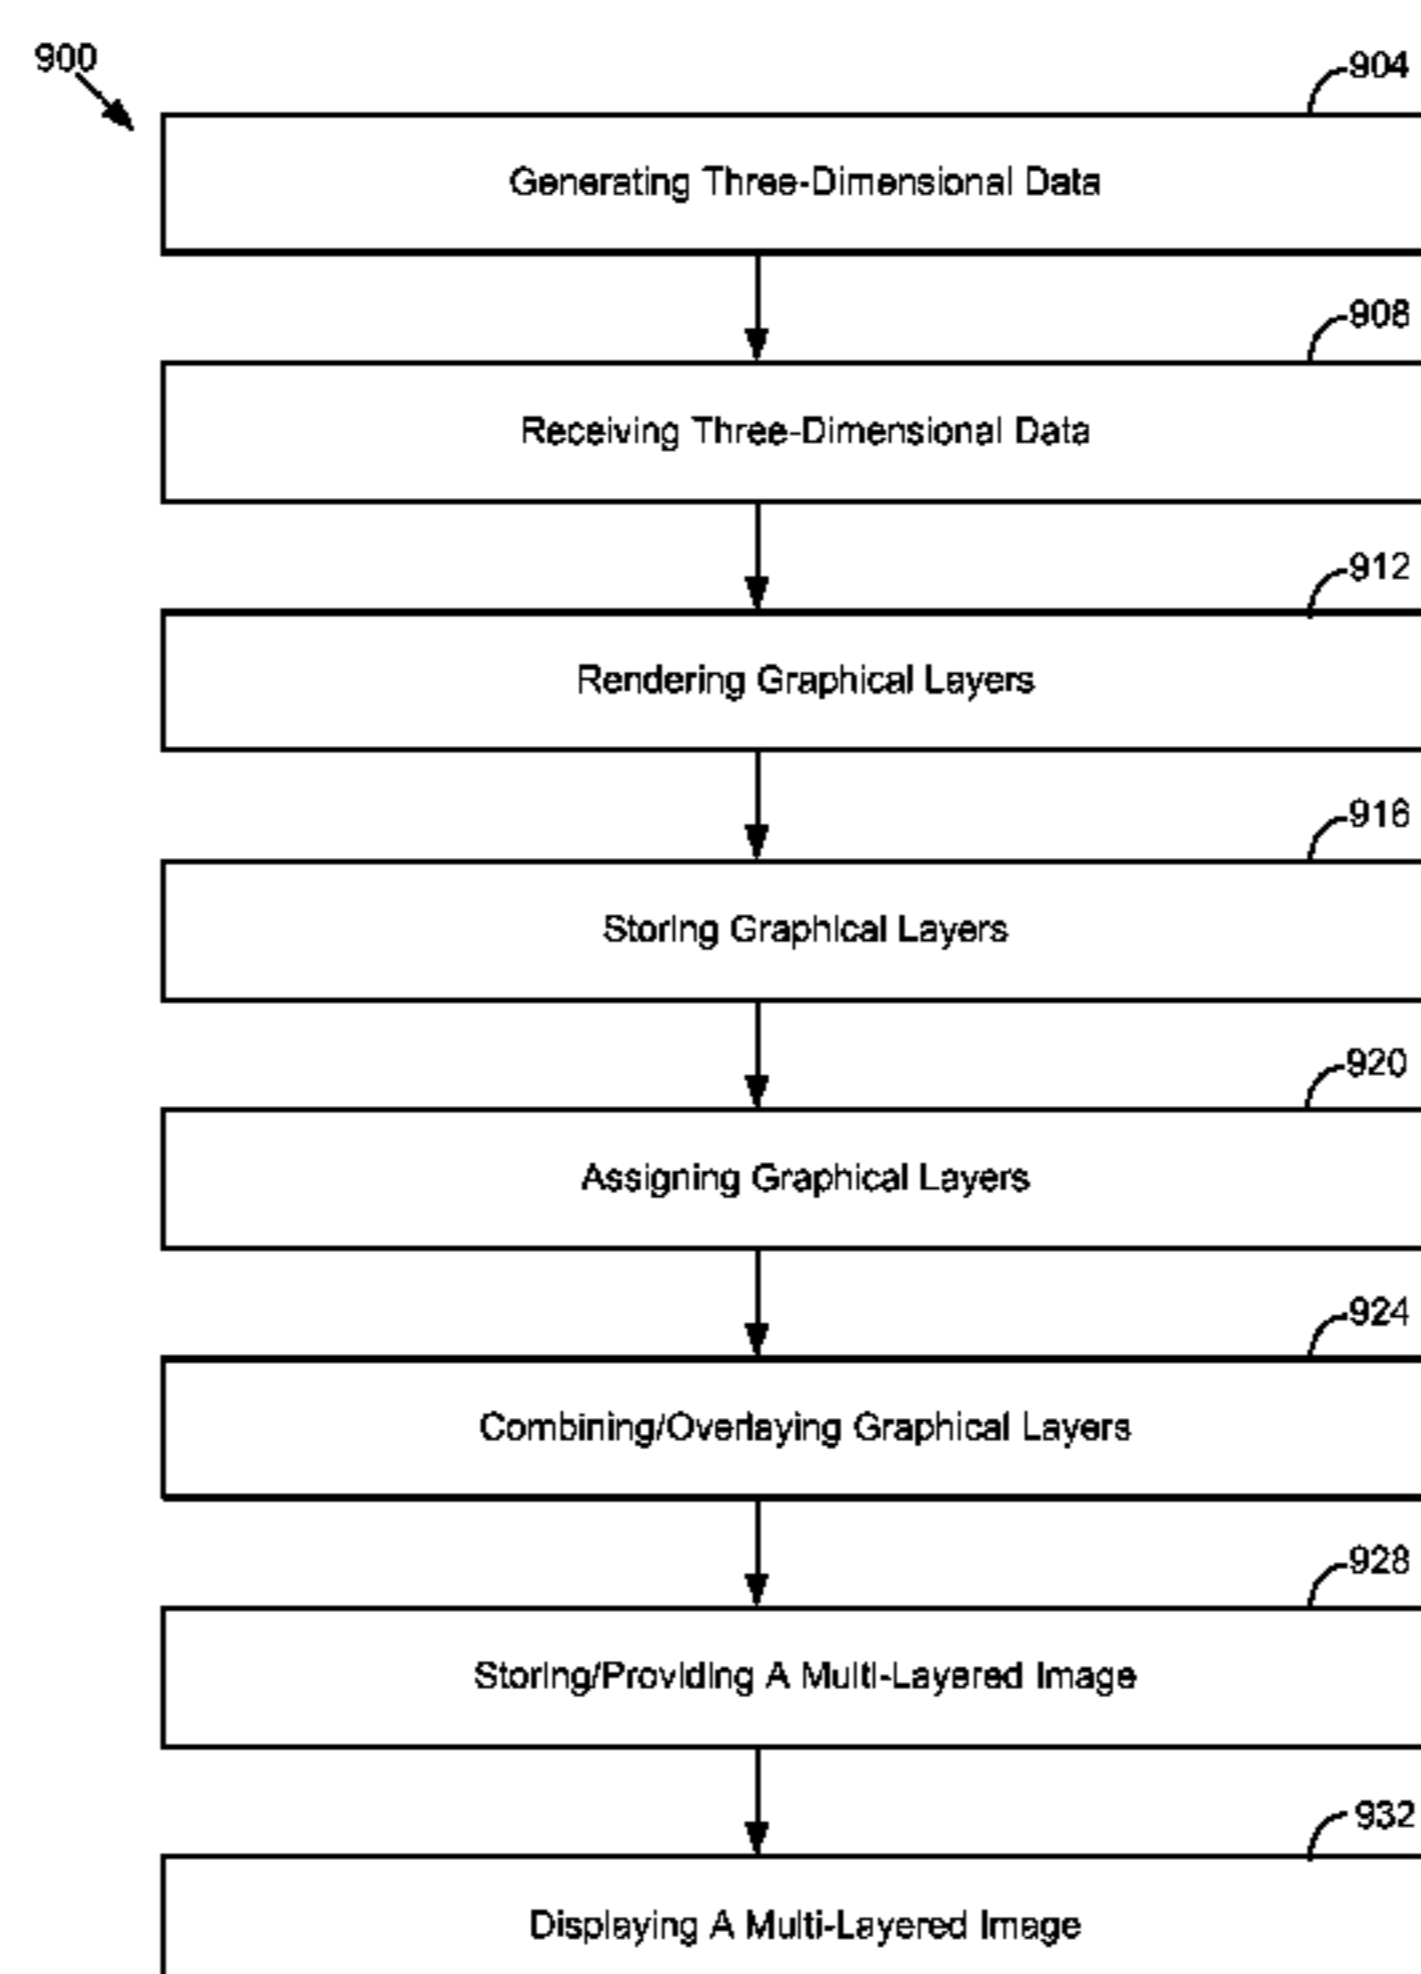 900
904
Generating Three-Dimensional Data
908
Receiving Three-Dimensional Data
912
Rendering Graphical Layers
916
Storing Graphical Layers
920
Assigning Graphical Layers
924
Combining/Overlaying Graphical Layers
928
Storing/Providing A Multi-Layered Image
932
Displaying A Multi-Layered Image